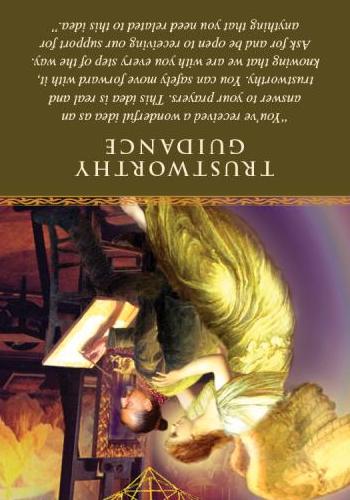 TRUSTWORTHY
GUIDANCE
"You've received a wonderful idea as an
answer to your prayers. This idea is real and
trustworthy. You can safely move forward with it,
knowing that we are with you every step of the way.
Ask for and be open to receiving our support for
anything that you need related to this idea."